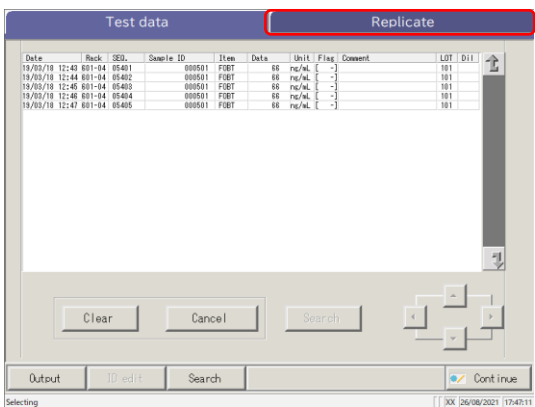 Test data Replicate
Date Rack SEQ. Sample ID Item Data Unit Flag Comment LOT Dil
19/03/18 12:43 601-04 05401 000501 FOBT 66 ng/mL [ -] 101
19/03/18 12:44 601-04 05402 000501 FOBT 66 ng/mL [ -] 101
19/03/18 12:45 601-04 05403 000501 FOBT 66 ng/mL [ -] 101
19/03/18 12:46 601-04 05404 000501 FOBT 66 ng/mL [ -] 101
19/03/18 12:47 601-04 05405 000501 FOBT 66 ng/mL [ -] 101
Clear Cancel Search
Output ID edit Search Continue
Selecting XX 26/08/2021 17:47:11